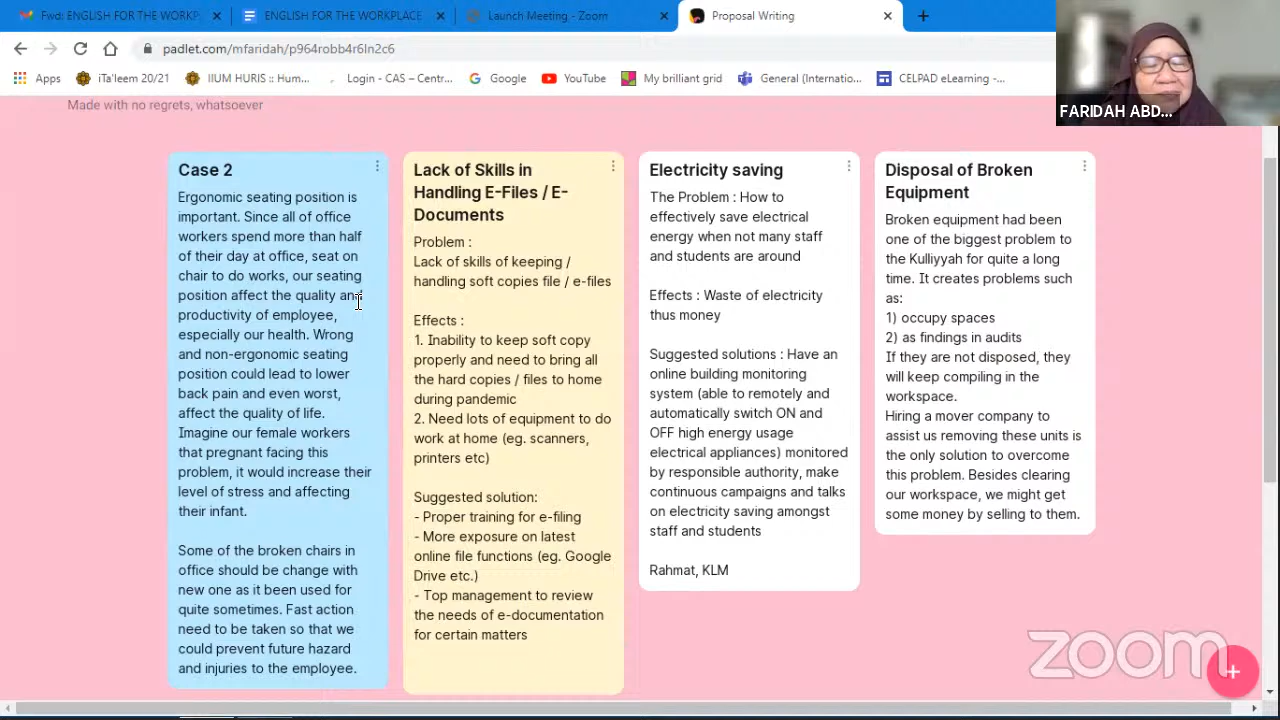 Fwd: ENGLISH FOR THE WORKP
ENGLISH FOR THE WORKPLACE
Launch Meeting - Zoom
Proposal Writing
padlet.com/mfaridah/p964robb4r6ln2c6
Apps
iTa'leem 20/21
IIUM HURIS :: Hum...
Login - CAS – Centr...
Google
YouTube
My brilliant grid
General (Internatio...
CELPAD eLearning -...
FARIDAH ABD...
Made with no regrets, whatsoever
Case 2
Ergonomic seating position is
important. Since all of office
workers spend more than half
of their day at office, seat on
chair to do works, our seating
position affect the quality and
productivity of employee,
especially our health. Wrong
and non-ergonomic seating
position could lead to lower
back pain and even worst,
affect the quality of life.
Imagine our female workers
that pregnant facing this
problem, it would increase their
level of stress and affecting
their infant.
Some of the broken chairs in
office should be change with
new one as it been used for
quite sometimes. Fast action
need to be taken so that we
could prevent future hazard
and injuries to the employee.
Lack of Skills in
Handling E-Files / E-
Documents
Problem :
Lack of skills of keeping /
handling soft copies file / e-files
Effects :
1. Inability to keep soft copy
properly and need to bring all
the hard copies / files to home
during pandemic
2. Need lots of equipment to do
work at home (eg. scanners,
printers etc)
Suggested solution:
- Proper training for e-filing
- More exposure on latest
online file functions (eg. Google
Drive etc.)
- Top management to review
the needs of e-documentation
for certain matters
Electricity saving
The Problem : How to
effectively save electrical
energy when not many staff
and students are around
Effects : Waste of electricity
thus money
Suggested solutions : Have an
online building monitoring
system (able to remotely and
automatically switch ON and
OFF high energy usage
electrical appliances) monitored
by responsible authority, make
continuous campaigns and talks
on electricity saving amongst
staff and students
Rahmat, KLM
Disposal of Broken
Equipment
Broken equipment had been
one of the biggest problem to
the Kulliyyah for quite a long
time. It creates problems such
as:
1) occupy spaces
2) as findings in audits
If they are not disposed, they
will keep compiling in the
workspace.
Hiring a mover company to
assist us removing these units is
the only solution to overcome
this problem. Besides clearing
our workspace, we might get
some money by selling to them.
zoom